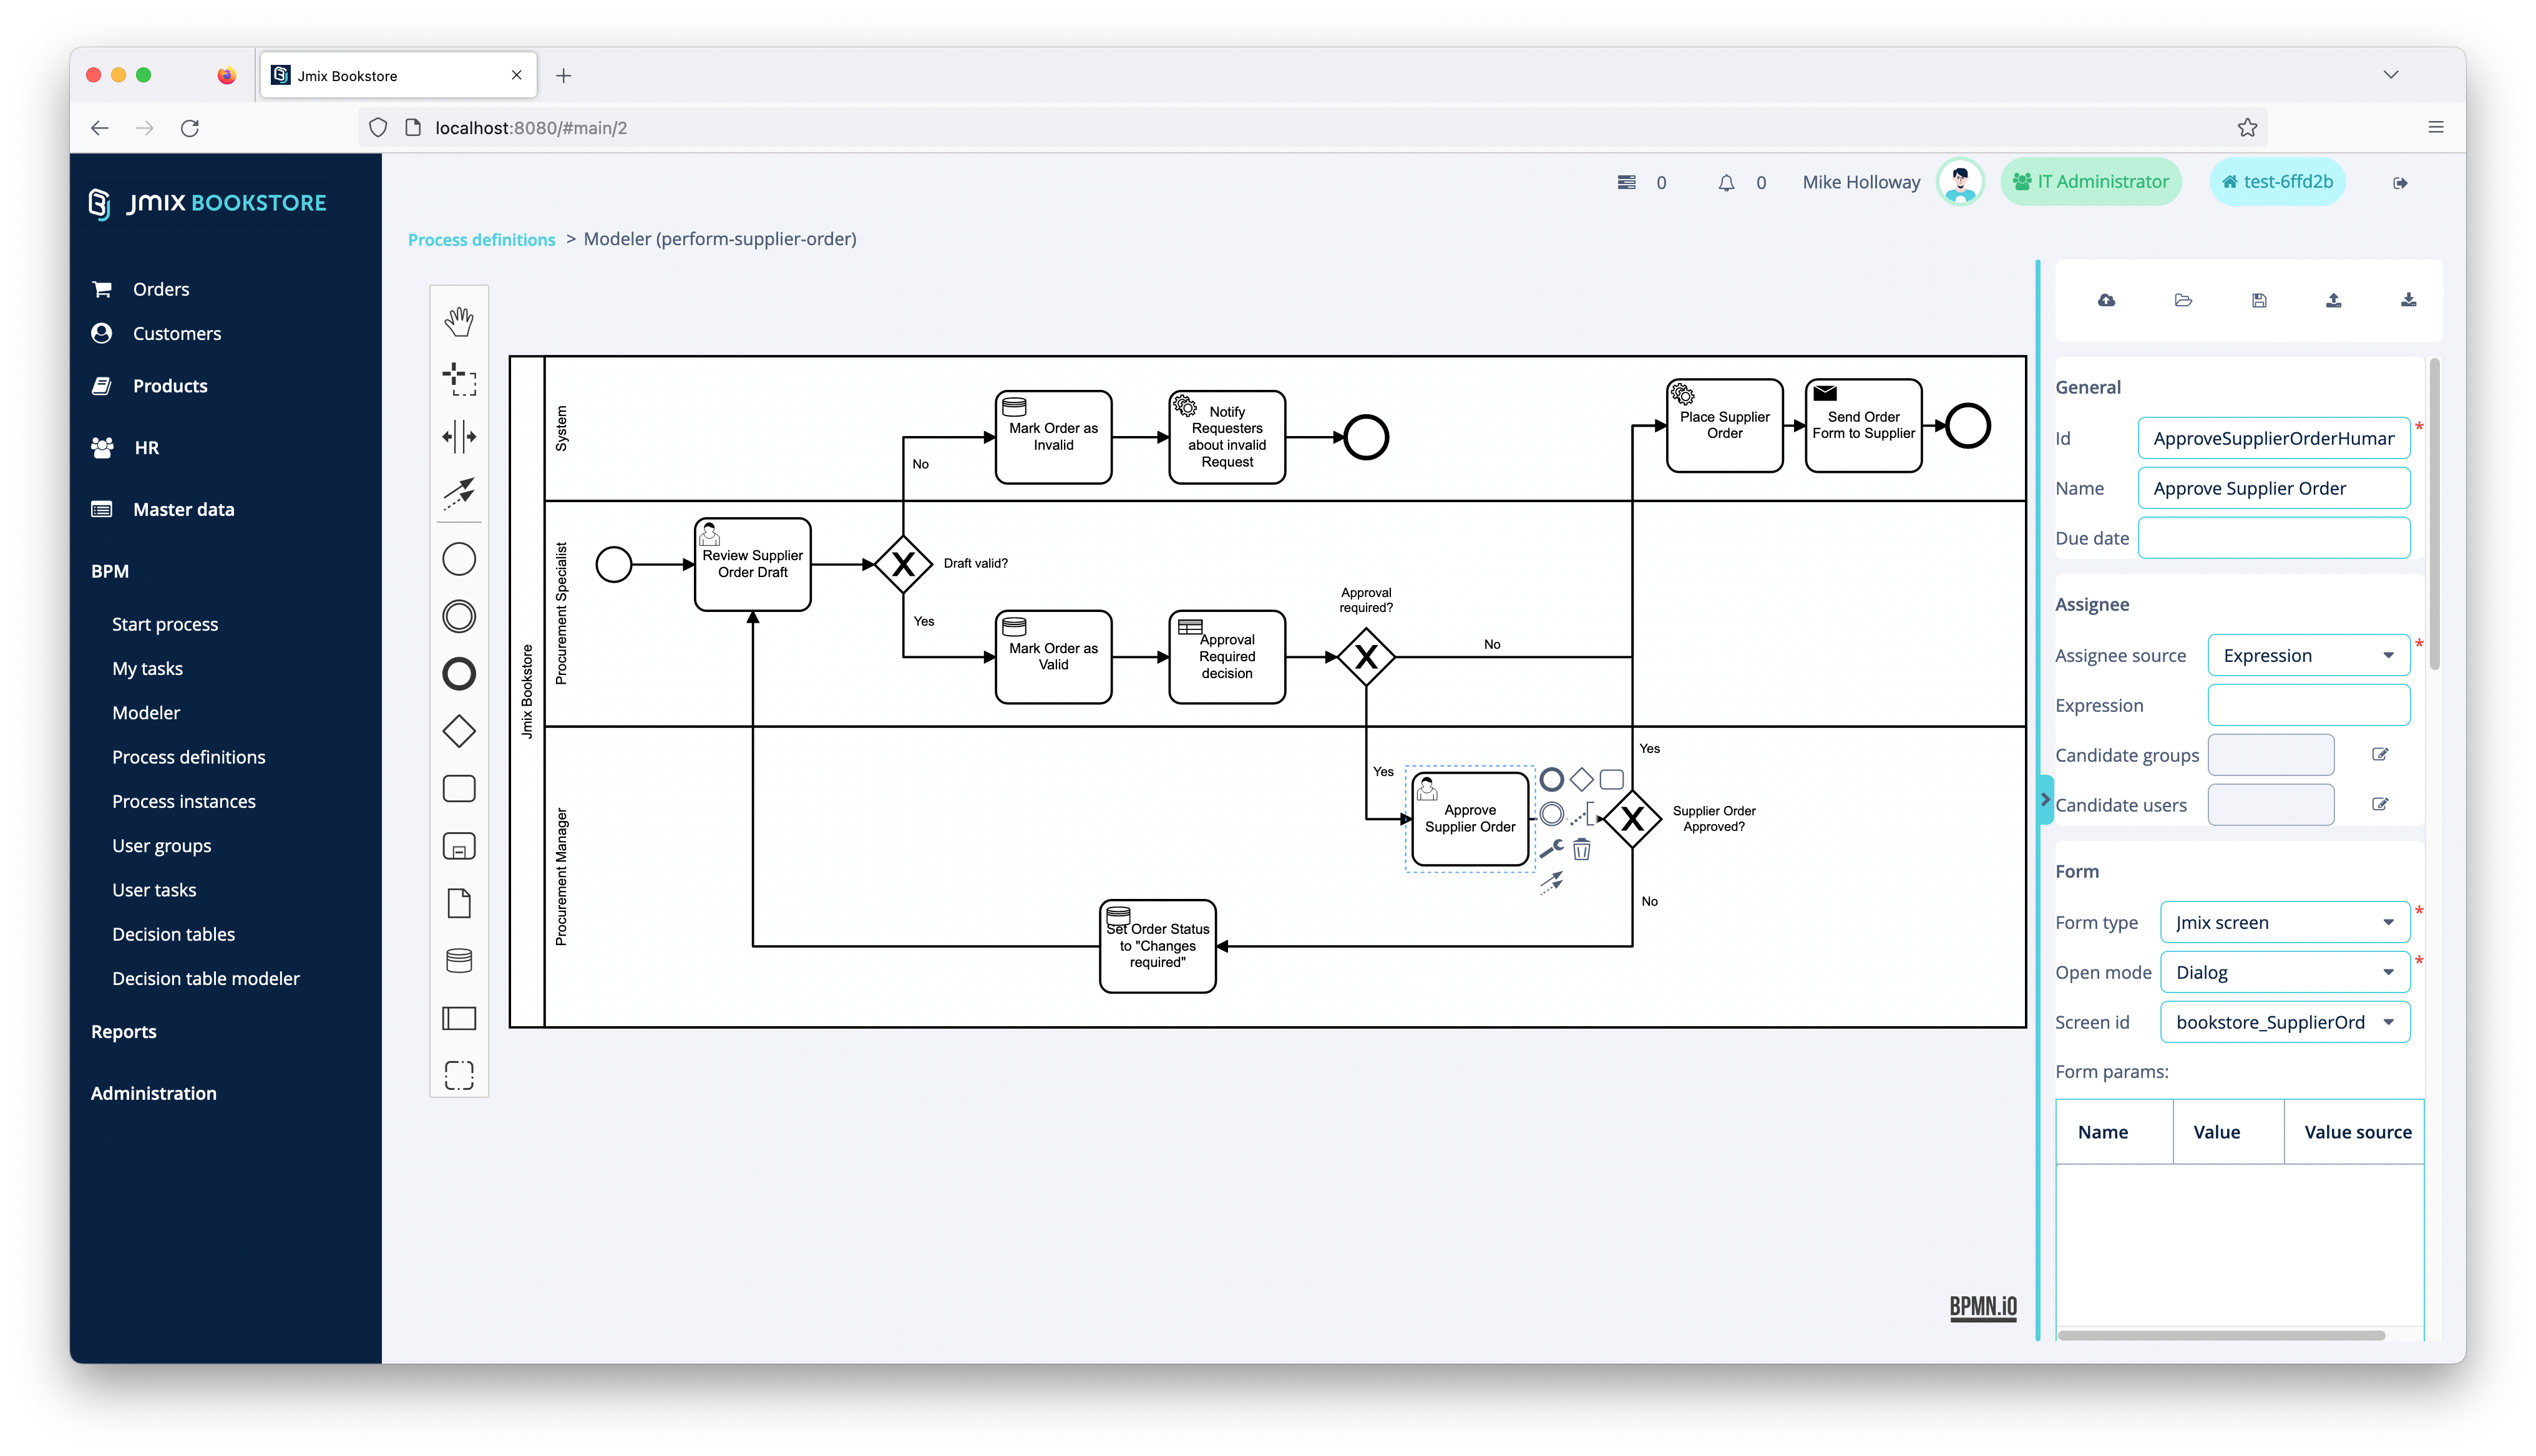 Jmix Bookstore
localhost:8080/#main/2
JMIX BOOKSTORE
0
0
Mike Holloway
IT Administrator
test-6ffd2b
Process definitions > Modeler (perform-supplier-order)
Orders
Customers
Products
HR
Master data
BPM
Start process
My tasks
Modeler
Process definitions
Process instances
User groups
User tasks
Decision tables
Decision table modeler
Reports
Administration
Jmix Bookstore
System
Mark Order as
Invalid
Notify
Requesters
about invalid
Request
Place Supplier
Order
Send Order
Form to Supplier
No
Procurement Specialist
Review Supplier
Order Draft
Draft valid?
Yes
Mark Order as
Valid
Approval
Required
decision
Approval
required?
No
Procurement Manager
Yes
Approve
Supplier Order
Yes
Supplier Order
Approved?
No
Set Order Status
to "Changes
required"
BPMN.iO
General
Id
ApproveSupplierOrderHumar
*
Name
Approve Supplier Order
Due date
Assignee
Assignee source
Expression
*
Expression
Candidate groups
Candidate users
Form
Form type
Jmix screen
*
Open mode
Dialog
*
Screen id
bookstore_SupplierOrd
Form params:
Name
Value
Value source